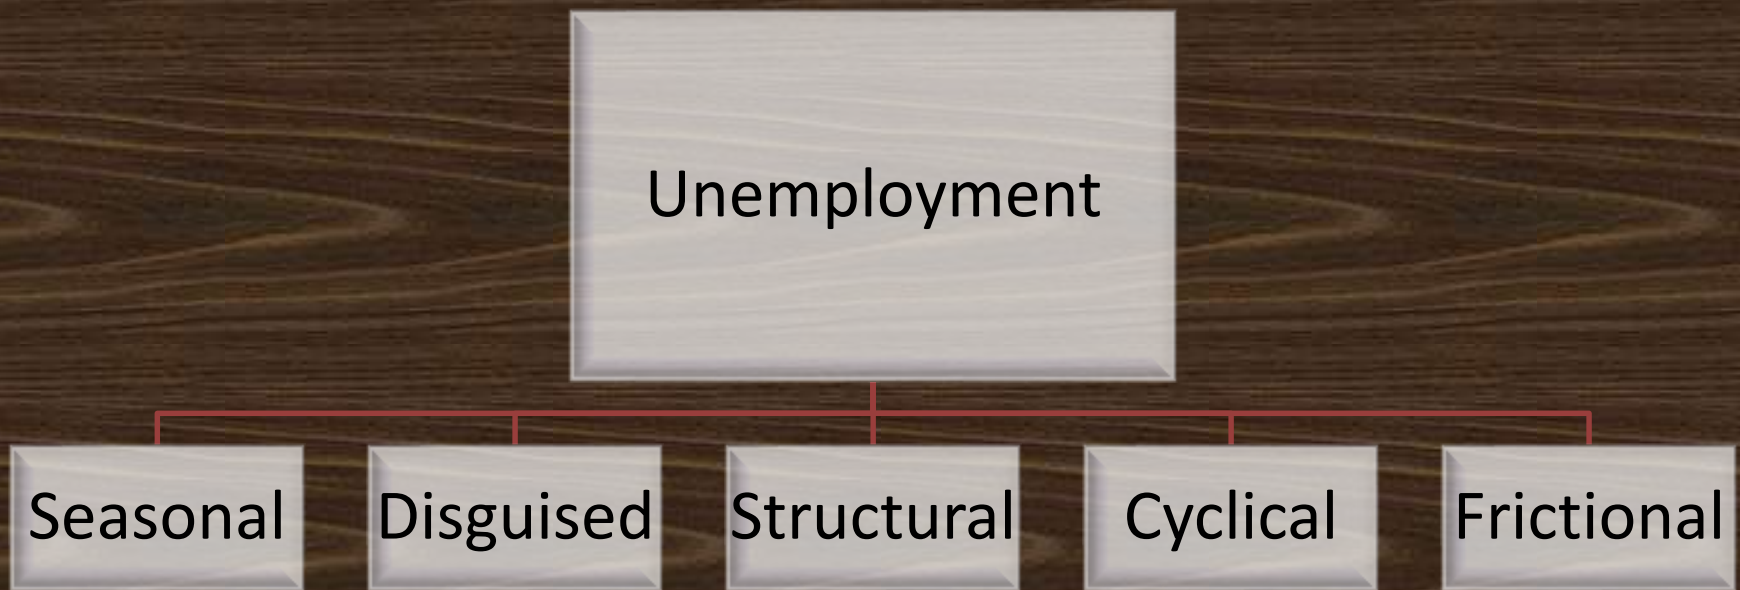 Unemployment
Seasonal
Disguised
Structural
Cyclical
Frictional